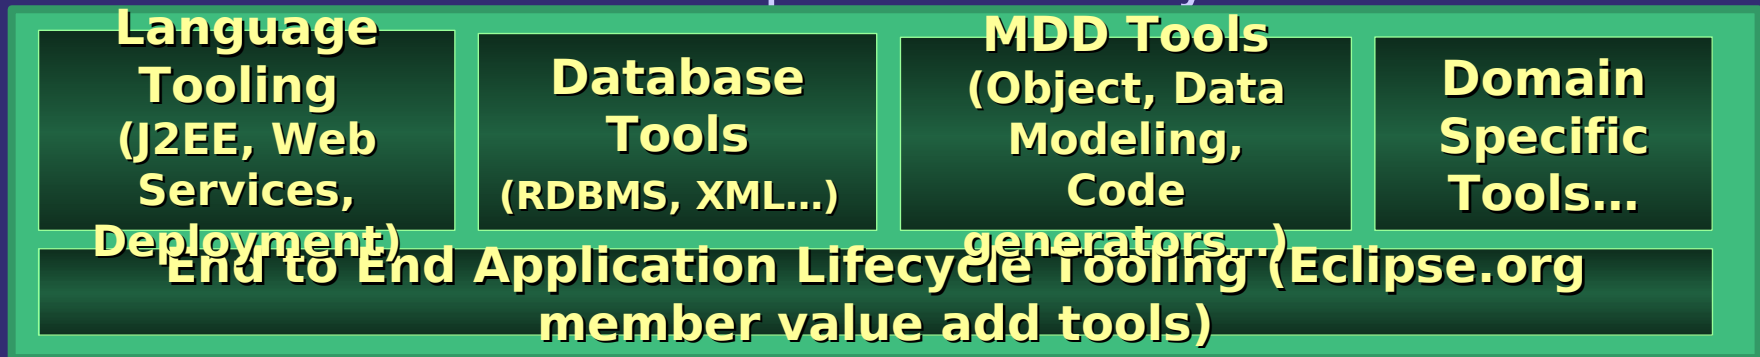 Language
Tooling
(J2EE, Web
Services,
Deployment)
Database
Tools
(RDBMS, XML…)
MDD Tools
(Object, Data
Modeling,
Code
generators…)
Domain
Specific
Tools…
End to End Application Lifecycle Tooling (Eclipse.org
member value add tools)